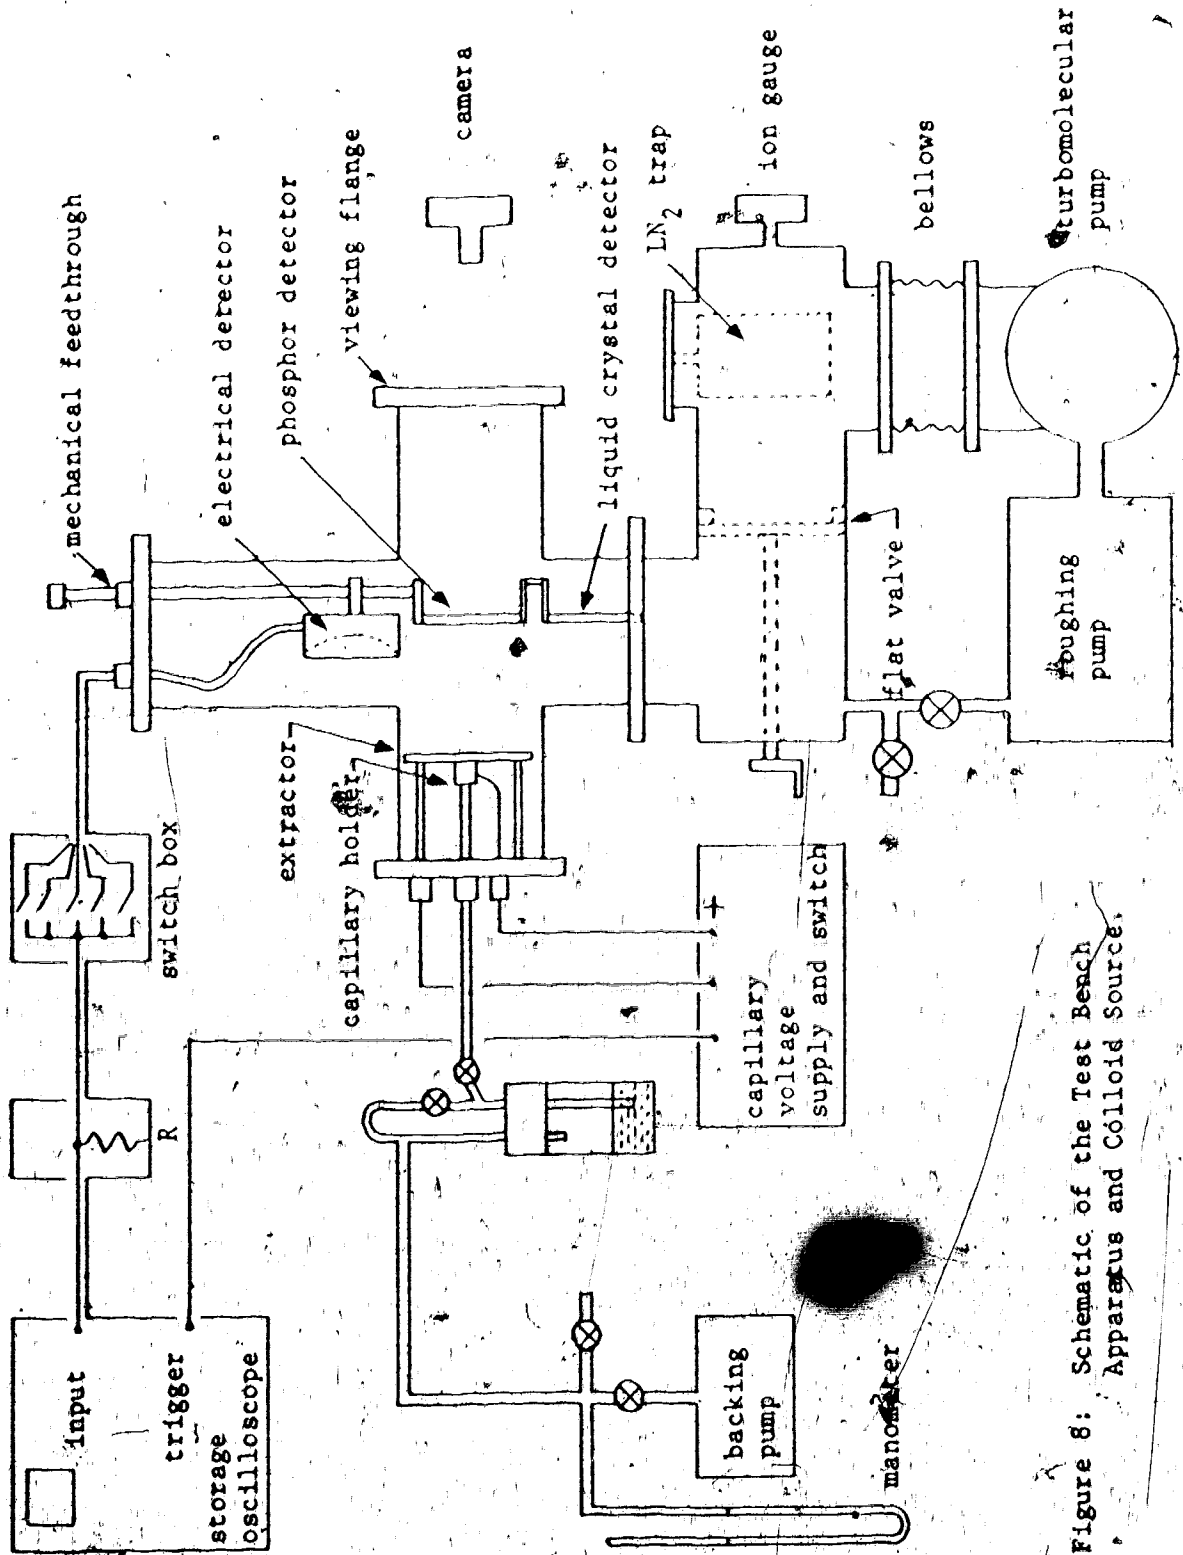 mechanical feedthrough
electrical detector
phosphor detector
viewing flange
camera
liquid crystal detector
LN2 trap
ion gauge
bellows
turbomolecular
pump
switch box
extractor
capillary holder
flat valve
roughing
pump
R
capillary
voltage
supply and switch
+
input
trigger
storage
oscilloscope
backing
pump
manometer
Figure 8: Schematic of the Test Bench
Apparatus and Colloid Source.